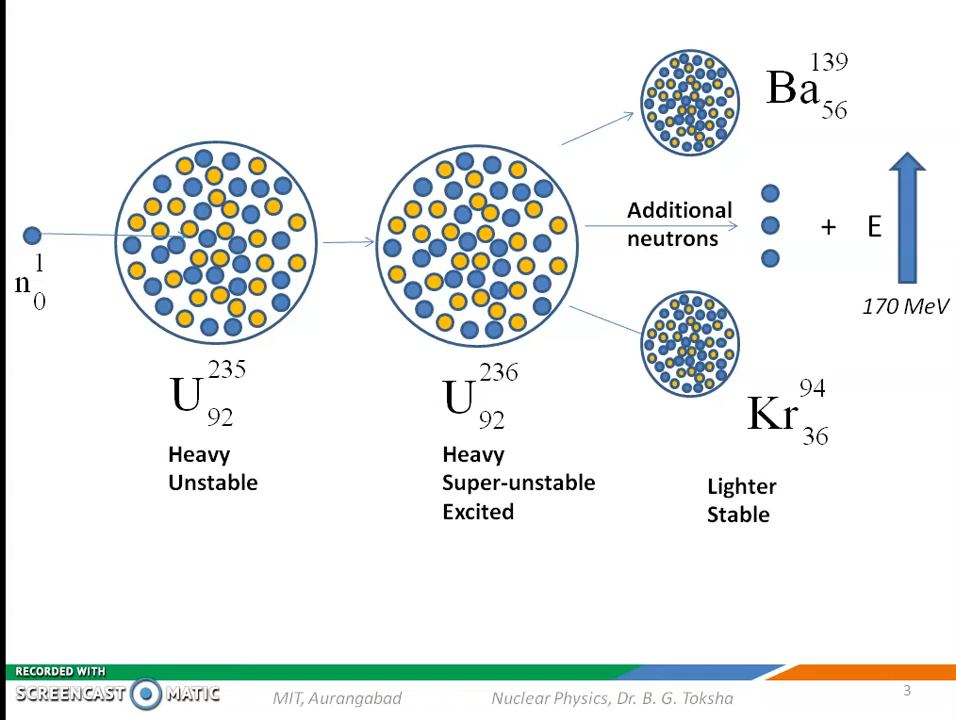 139
Ba
56
Additional
neutrons
+ E
1
n
0
170 MeV
235
U
92
236
U
92
94
Kr
36
Heavy
Unstable
Heavy
Super-unstable
Excited
Lighter
Stable
RECORDED WITH
SCREENCAST MATIC
MIT, Aurangabad
Nuclear Physics, Dr. B. G. Toksha
3